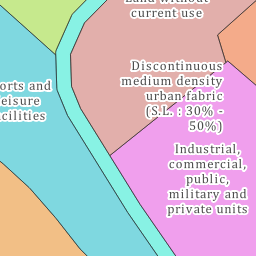 Land without
current use
Discontinuous
medium density
urban fabric
(S.L. : 30% -
50%)
orts and
eisure
cilities
Industrial,
commercial,
public,
military and
private units